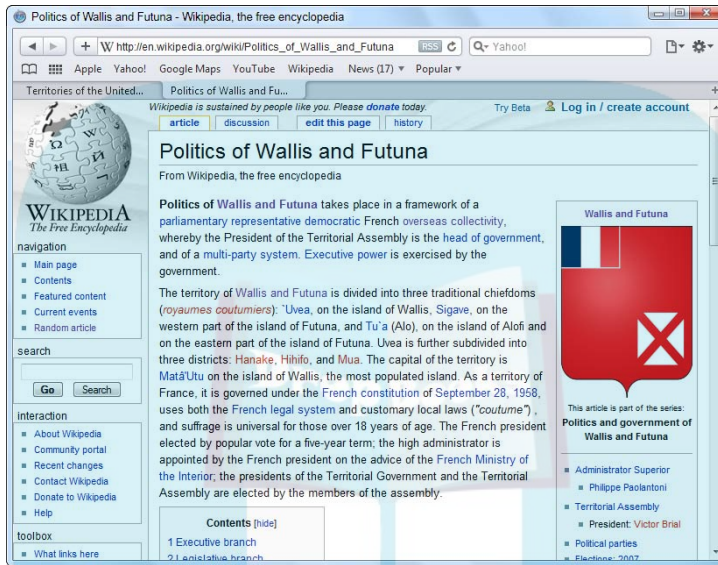 Politics of Wallis and Futuna - Wikipedia, the free encyclopedia
http://en.wikipedia.org/wiki/Politics_of_Wallis_and_Futuna RSS Yahoo!
Apple Yahoo! Google Maps YouTube Wikipedia News (17) Popular
Territories of the United... Politics of Wallis and Fu...
Wikipedia is sustained by people like you. Please donate today. Try Beta Log in / create account
article discussion edit this page history
WIKIPEDIA
The Free Encyclopedia
navigation
Main page
Contents
Featured content
Current events
Random article
search
Go Search
interaction
About Wikipedia
Community portal
Recent changes
Contact Wikipedia
Donate to Wikipedia
Help
toolbox
What links here
Politics of Wallis and Futuna
From Wikipedia, the free encyclopedia
Politics of Wallis and Futuna takes place in a framework of a
parliamentary representative democratic French overseas collectivity,
whereby the President of the Territorial Assembly is the head of government,
and of a multi-party system. Executive power is exercised by the
government.
The territory of Wallis and Futuna is divided into three traditional chiefdoms
(royaumes coutumiers): `Uvea, on the island of Wallis, Sigave, on the
western part of the island of Futuna, and Tu`a (Alo), on the island of Alofi and
on the eastern part of the island of Futuna. Uvea is further subdivided into
three districts: Hanake, Hihifo, and Mua. The capital of the territory is
Matâ'Utu on the island of Wallis, the most populated island. As a territory of
France, it is governed under the French constitution of September 28, 1958,
uses both the French legal system and customary local laws ("coutume") ,
and suffrage is universal for those over 18 years of age. The French president
elected by popular vote for a five-year term; the high administrator is
appointed by the French president on the advice of the French Ministry of
the Interior; the presidents of the Territorial Government and the Territorial
Assembly are elected by the members of the assembly.
Contents [hide]
1 Executive branch
2 Legislative branch
Wallis and Futuna
This article is part of the series:
Politics and government of
Wallis and Futuna
Administrator Superior
Philippe Paolantoni
Territorial Assembly
President: Victor Brial
Political parties
Elections: 2007